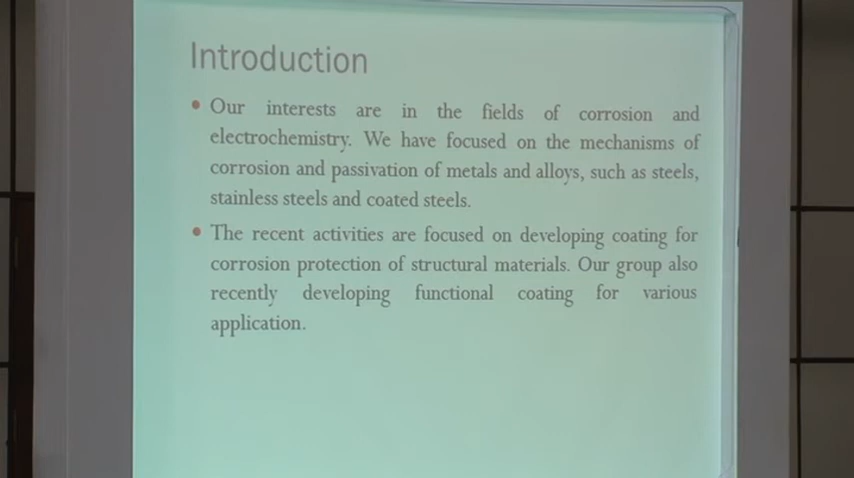 Introduction
• Our interests are in the fields of corrosion and
electrochemistry. We have focused on the mechanisms of
corrosion and passivation of metals and alloys, such as steels,
stainless steels and coated steels.
• The recent activities are focused on developing coating for
corrosion protection of structural materials. Our group also
recently developing functional coating for various
application.